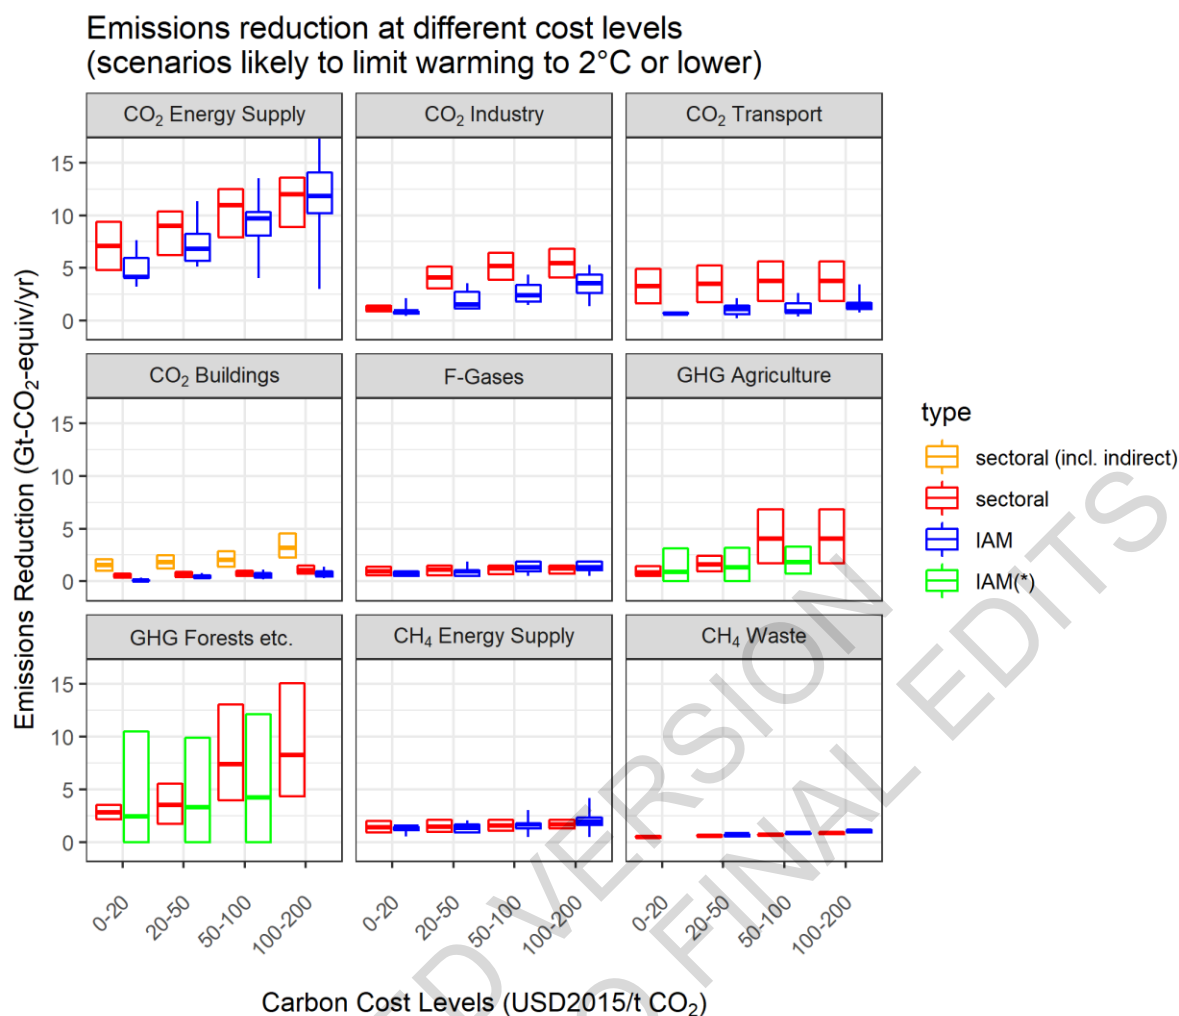 Emissions reduction at different cost levels
(scenarios likely to limit warming to 2°C or lower)
CO₂ Energy Supply
CO₂ Industry
CO₂ Transport
15
10
5
0
CO₂ Buildings
F-Gases
GHG Agriculture
15
10
5
0
GHG Forests etc.
CH₄ Energy Supply
CH₄ Waste
15
10
5
0
Emissions Reduction (Gt-CO₂-equiv/yr)
0-20
20-50
50-100
100-200
0-20
20-50
50-100
100-200
0-20
20-50
50-100
100-200
Carbon Cost Levels (USD2015/t CO₂)
type
sectoral (incl. indirect)
sectoral
IAM
IAM(*)
VERSION
FINAL EDITS